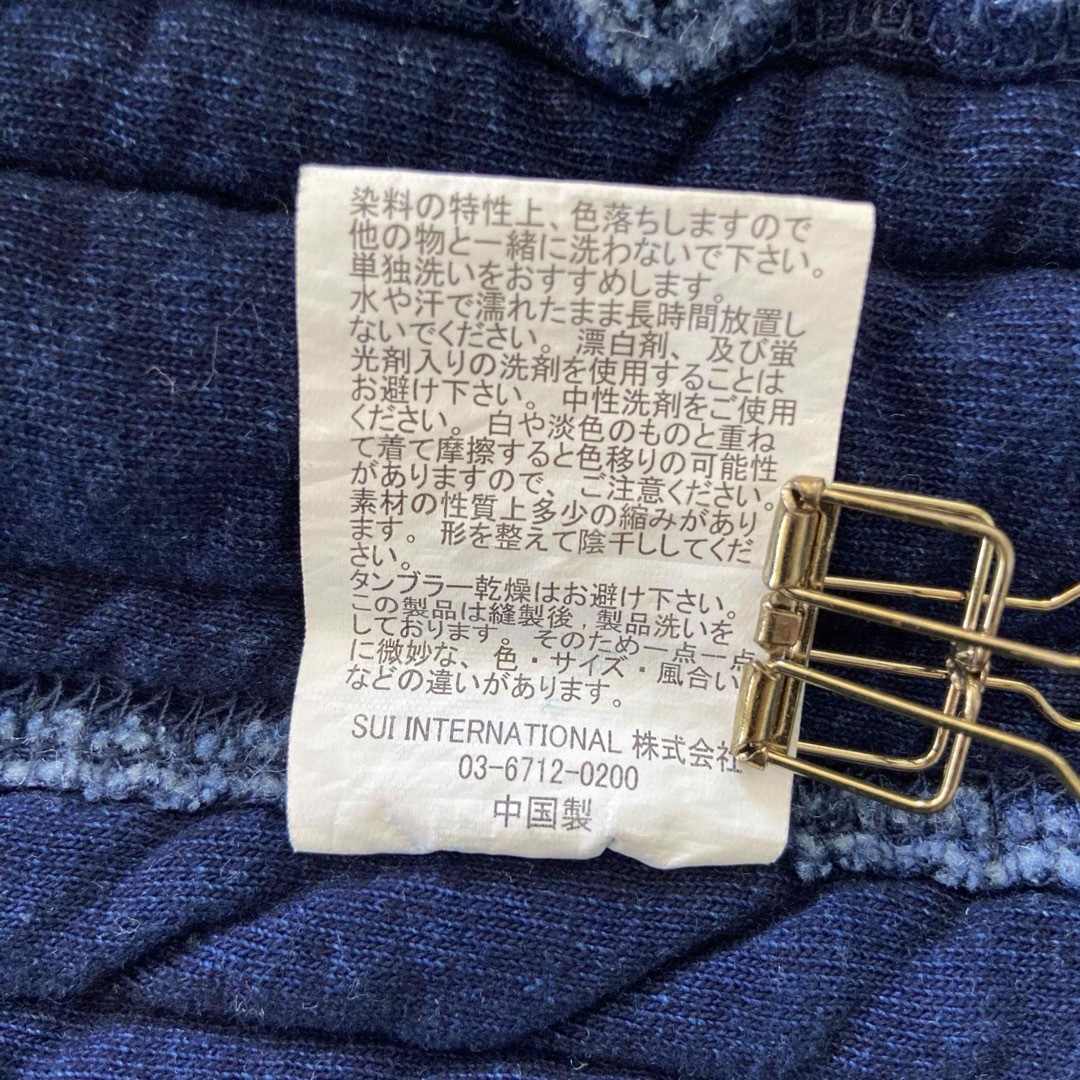 染料の特性上、色落ちしますので
他の物と一緒に洗わないで下さい。
単独洗いをおすすめします。
水や汗で濡れたまま長時間放置し
ないでください。漂白剤、及び蛍
光剤入りの洗剤を使用することは
お避け下さい。中性洗剤をご使用
ください。白や淡色のものと重ね
て着て摩擦すると色移りの可能性
がありますので、ご注意ください。
素材の性質上多少の縮みがあり
ます。形を整えて陰干ししてくだ
さい。
タンブラー乾燥はお避け下さい。
この製品は縫製後，製品洗いを
しております。そのため一点一点
に微妙な、色・サイズ・風合い
などの違いがあります。
SUI INTERNATIONAL 株式会社
03-6712-0200
中国製